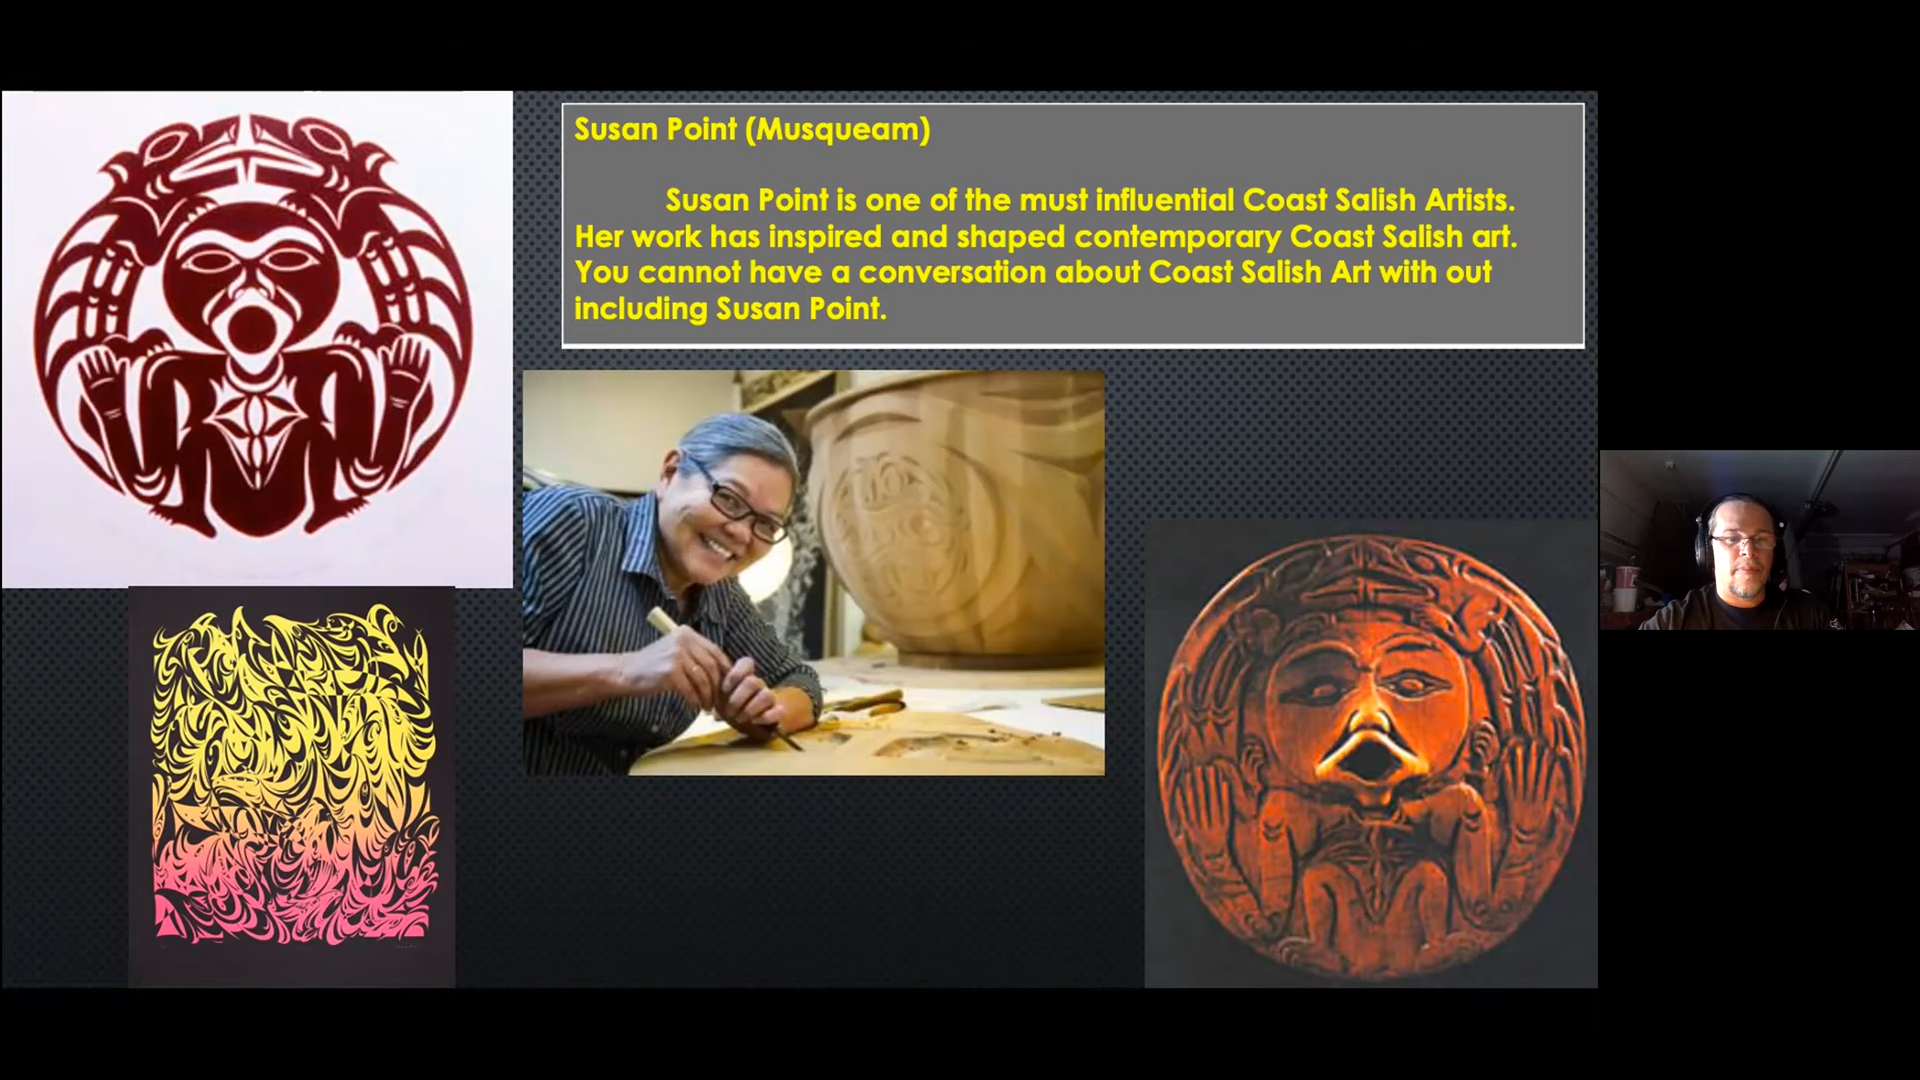 Susan Point (Musqueam)
Susan Point is one of the must influential Coast Salish Artists.
Her work has inspired and shaped contemporary Coast Salish art.
You cannot have a conversation about Coast Salish Art with out
including Susan Point.